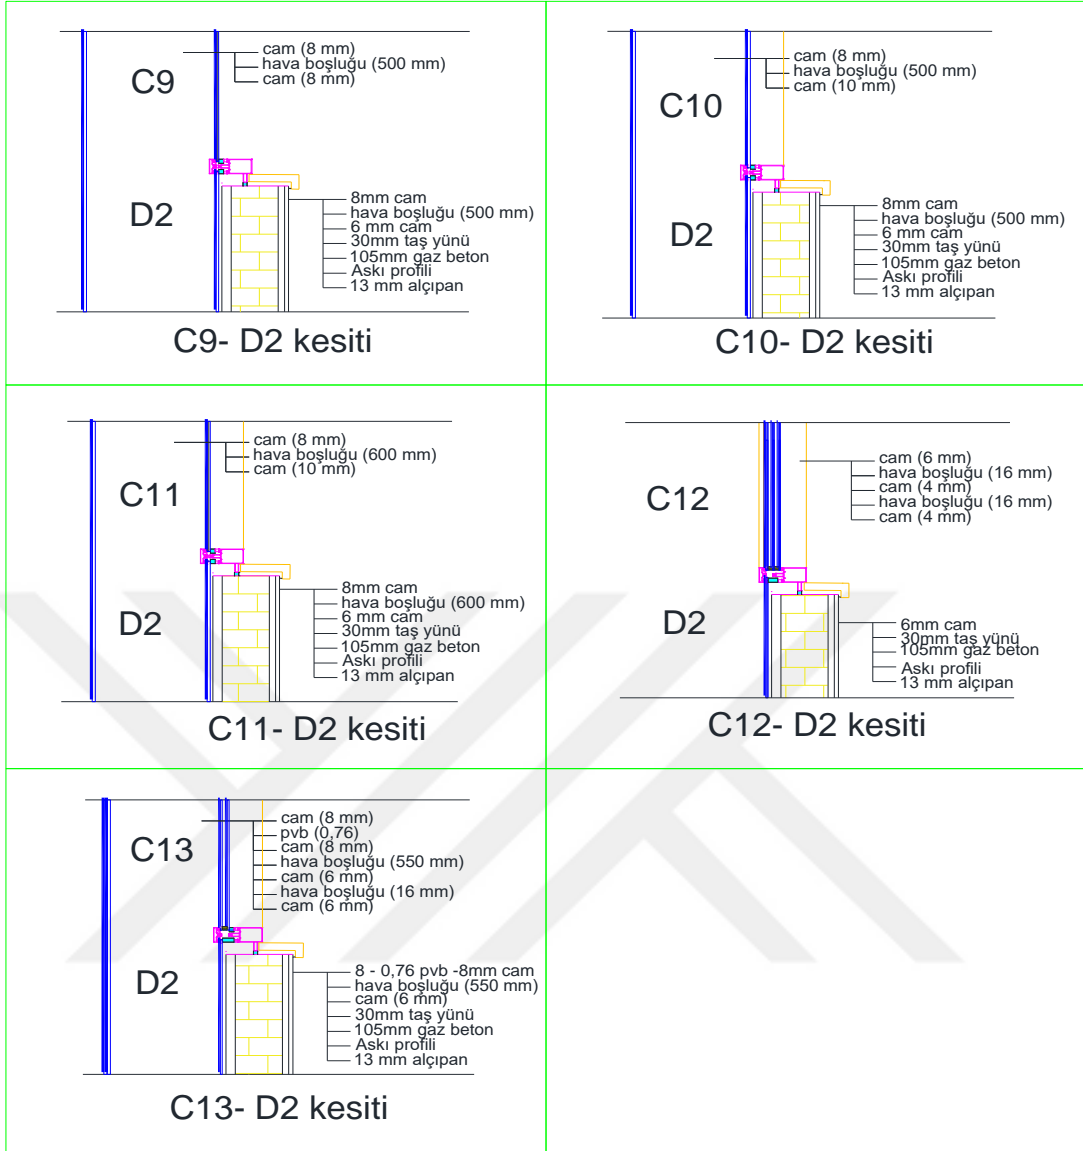 cam (8 mm)
hava boşluğu (500 mm)
cam (8 mm)
C9
D2
8mm cam
hava boşluğu (500 mm)
6 mm cam
30mm taş yünü
105mm gaz beton
Askı profili
13 mm alçıpan
C9- D2 kesiti
cam (8 mm)
hava boşluğu (500 mm)
cam (10 mm)
C10
D2
8mm cam
hava boşluğu (500 mm)
6 mm cam
30mm taş yünü
105mm gaz beton
Askı profili
13 mm alçıpan
C10- D2 kesiti
cam (8 mm)
hava boşluğu (600 mm)
cam (10 mm)
C11
D2
8mm cam
hava boşluğu (600 mm)
6 mm cam
30mm taş yünü
105mm gaz beton
Askı profili
13 mm alçıpan
C11- D2 kesiti
cam (6 mm)
hava boşluğu (16 mm)
cam (4 mm)
hava boşluğu (16 mm)
cam (4 mm)
C12
D2
6mm cam
30mm taş yünü
105mm gaz beton
Askı profili
13 mm alçıpan
C12- D2 kesiti
cam (8 mm)
pvb (0,76)
cam (8 mm)
hava boşluğu (550 mm)
cam (6 mm)
hava boşluğu (16 mm)
cam (6 mm)
C13
D2
8 - 0,76 pvb -8mm cam
hava boşluğu (550 mm)
cam (6 mm)
30mm taş yünü
105mm gaz beton
Askı profili
13 mm alçıpan
C13- D2 kesiti